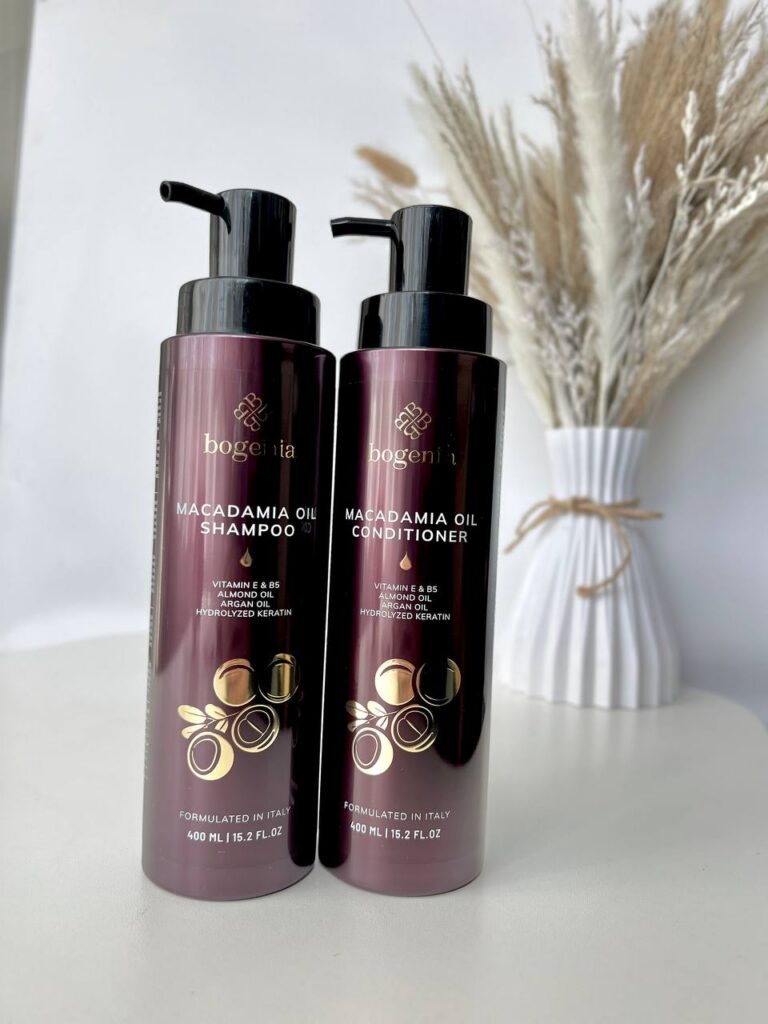 bogenia
MACADAMIA OIL
SHAMPOO
VITAMIN E & B5
ALMOND OIL
ARGAN OIL
HYDROLYZED KERATIN
FORMULATED IN ITALY
400 ML | 15.2 FL.OZ
bogenia
MACADAMIA OIL
CONDITIONER
VITAMIN E & B5
ALMOND OIL
ARGAN OIL
HYDROLYZED KERATIN
FORMULATED IN ITALY
400 ML | 15.2 FL.OZ